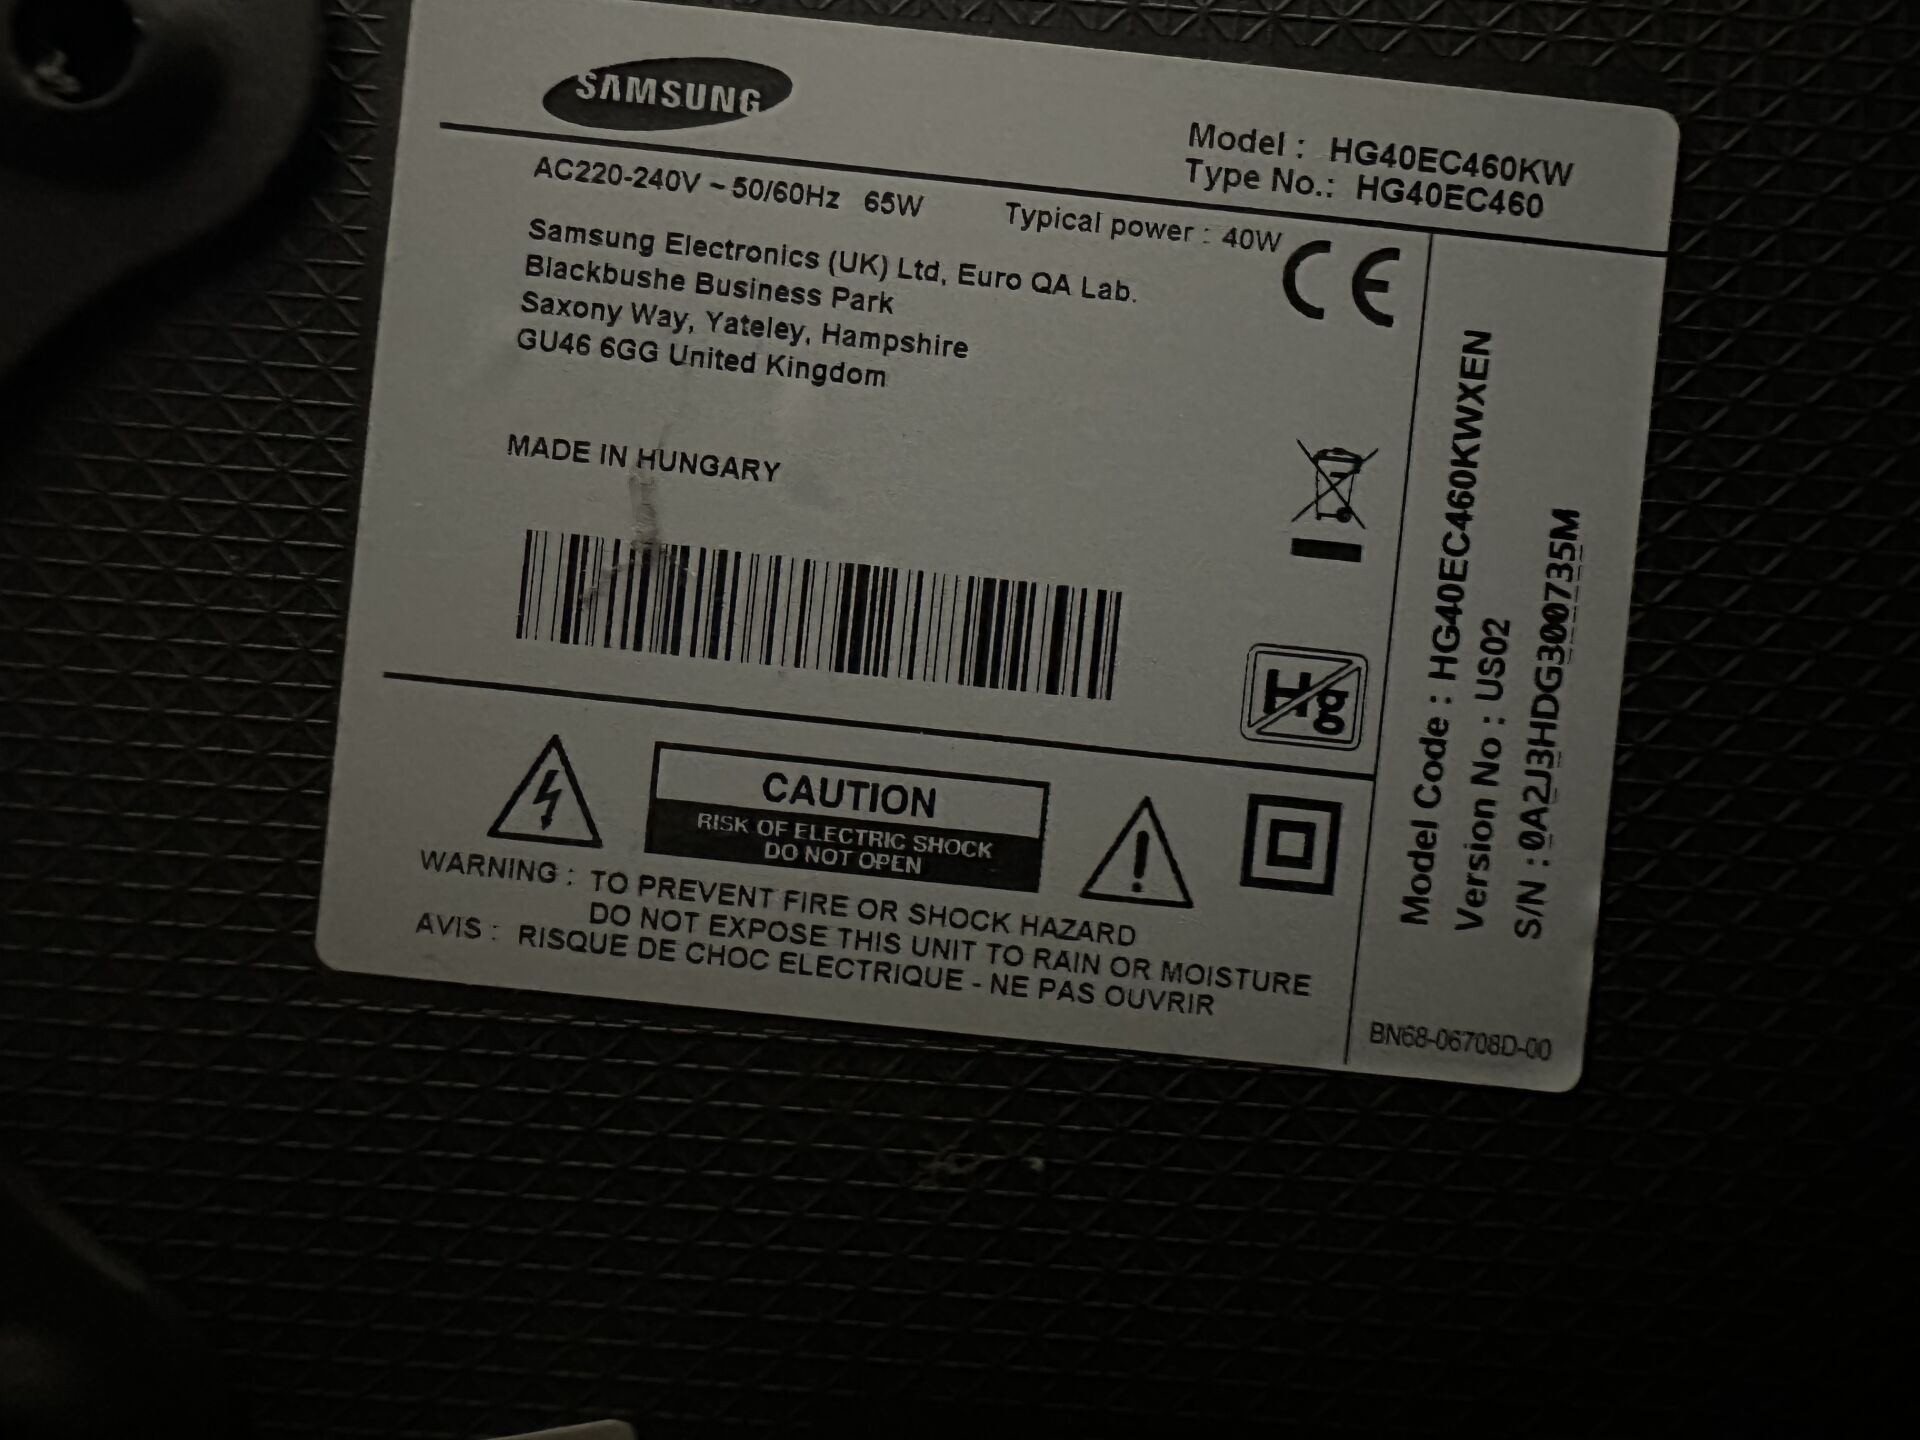 SAMSUNG
Model : HG40EC460KW
Type No.: HG40EC460
AC220-240V ~ 50/60Hz 65W
Typical power : 40W
Samsung Electronics (UK) Ltd, Euro QA Lab.
Blackbushe Business Park
Saxony Way, Yateley, Hampshire
GU46 6GG United Kingdom
CE
MADE IN HUNGARY
Hg
CAUTION
RISK OF ELECTRIC SHOCK
DO NOT OPEN
WARNING : TO PREVENT FIRE OR SHOCK HAZARD
DO NOT EXPOSE THIS UNIT TO RAIN OR MOISTURE
AVIS : RISQUE DE CHOC ELECTRIQUE - NE PAS OUVRIR
Model Code : HG40EC460KWXEN
Version No : US02
S/N : 0A2J3HDG300735M
BN68-06708D-00